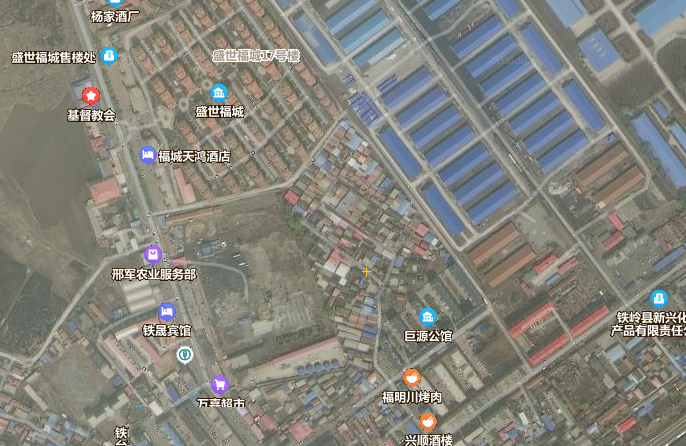 杨家酒厂
盛世福城售楼处
盛世福城17号楼
基督教会
盛世福城
福城天鸿酒店
邢军农业服务部
铁晟宾馆
巨源公馆
铁岭县新兴化
产品有限责任公
福明川烤肉
万嘉超市
兴顺酒楼
铁